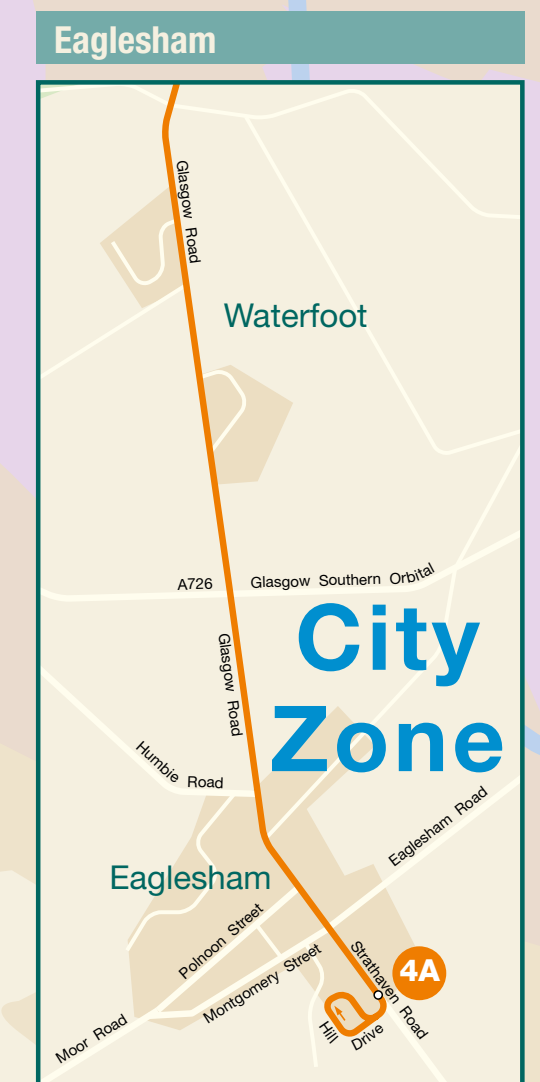 Eaglesham
Glasgow Road
Waterfoot
A726 Glasgow Southern Orbital
City
Zone
Glasgow Road
Humbie Road
Eaglesham Road
Eaglesham
Polnoon Street
Montgomery Street
Strathaven Road
4A
Hill Drive
Moor Road